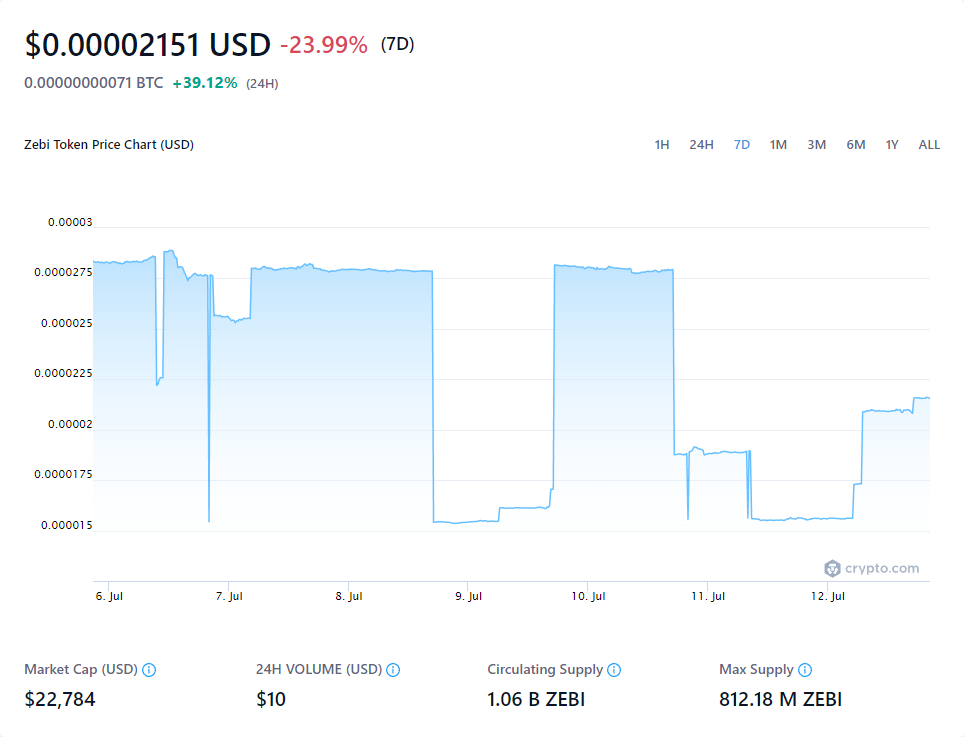 $0.00002151 USD -23.99% (7D)
0.00000000071 BTC +39.12% (24H)
Zebi Token Price Chart (USD)
1H 24H 7D 1M 3M 6M 1Y ALL
0.00003
0.0000275
0.000025
0.0000225
0.00002
0.0000175
0.000015
crypto.com
6. Jul 7. Jul 8. Jul 9. Jul 10. Jul 11. Jul 12. Jul
Market Cap (USD) 24H VOLUME (USD) Circulating Supply Max Supply
$22,784 $10 1.06 B ZEBI 812.18 M ZEBI